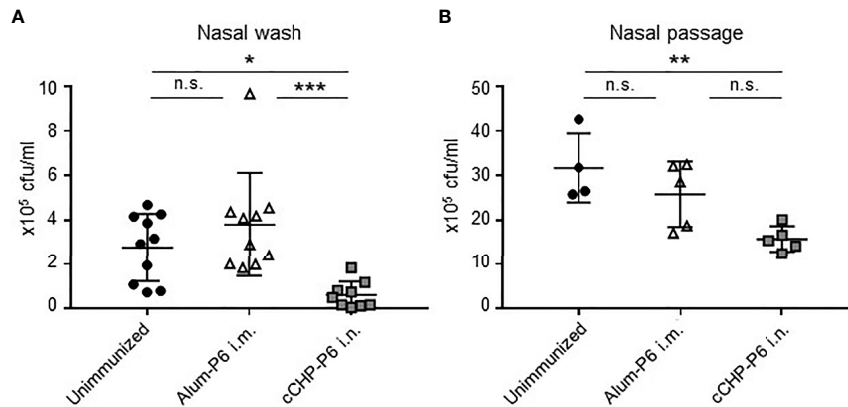 A
Nasal wash
*
n.s.
***
10
8
6
4
2
0
x10⁵ cfu/ml
Unimmunized
Alum-P6 i.m.
cCHP-P6 i.n.
B
Nasal passage
**
n.s.
n.s.
50
40
30
20
10
0
x10⁵ cfu/ml
Unimmunized
Alum-P6 i.m.
cCHP-P6 i.n.